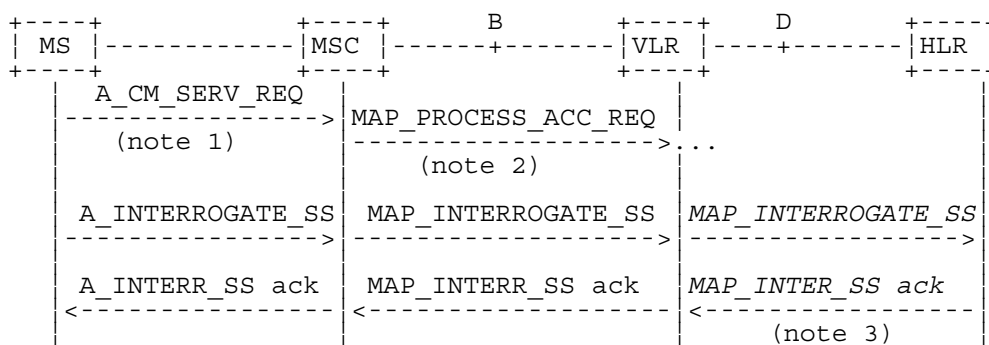 B D
MS MSC VLR HLR
A_CM_SERV_REQ
MAP_PROCESS_ACC_REQ
(note 1) ...
(note 2)
A_INTERROGATE_SS MAP_INTERROGATE_SS MAP_INTERROGATE_SS
A_INTERR_SS ack MAP_INTERR_SS ack MAP_INTER_SS ack
(note 3)